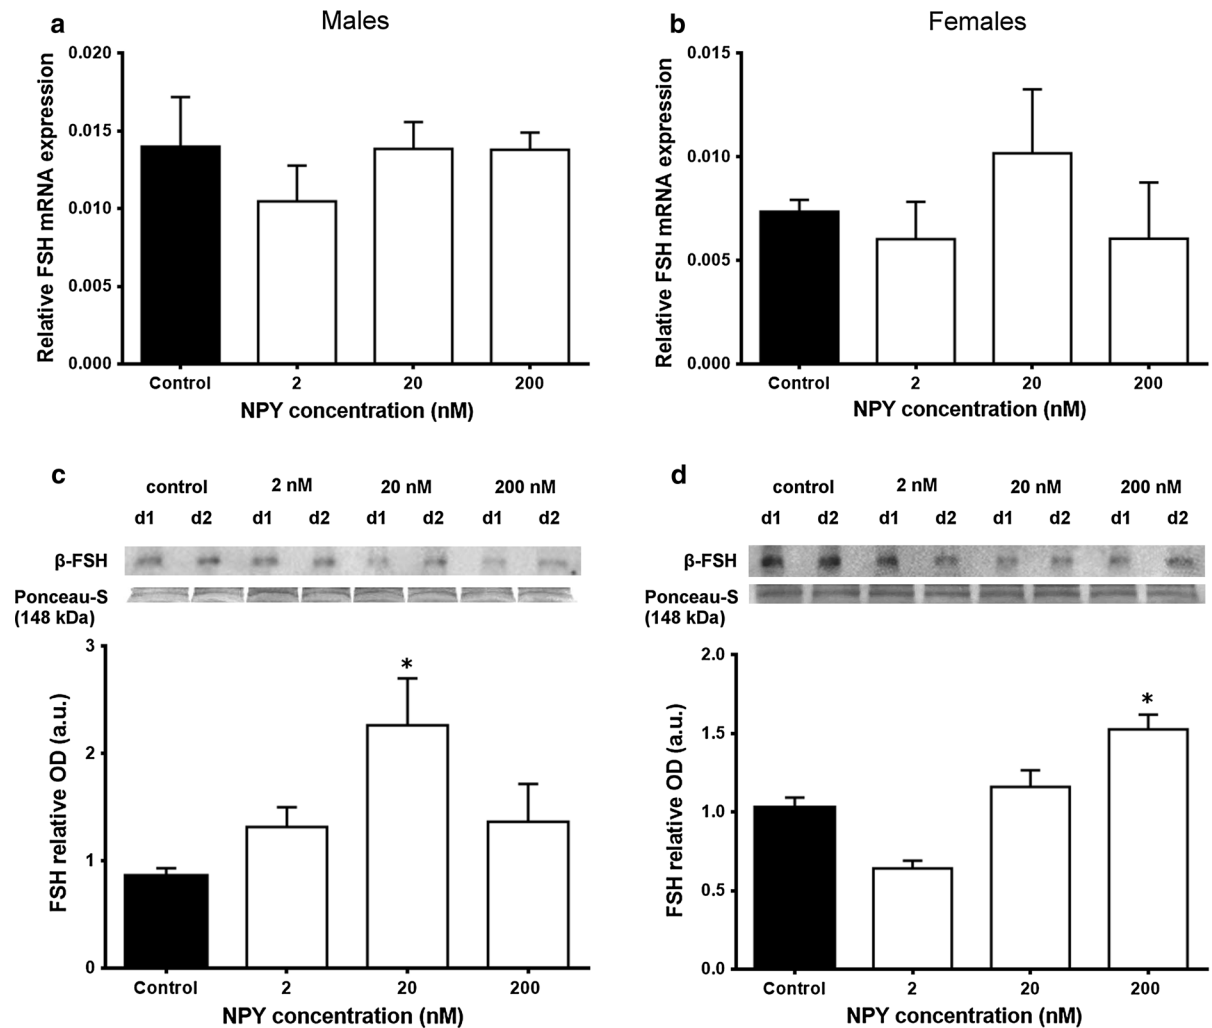 a
Males
Relative FSH mRNA expression
0.020
0.015
0.010
0.005
0.000
Control 2 20 200
NPY concentration (nM)
b
Females
Relative FSH mRNA expression
0.015
0.010
0.005
0.000
Control 2 20 200
NPY concentration (nM)
c
control 2 nM 20 nM 200 nM
d1 d2 d1 d2 d1 d2 d1 d2
β-FSH
Ponceau-S
(148 kDa)
FSH relative OD (a.u.)
3
2
1
0
*
Control 2 20 200
NPY concentration (nM)
d
control 2 nM 20 nM 200 nM
d1 d2 d1 d2 d1 d2 d1 d2
β-FSH
Ponceau-S
(148 kDa)
FSH relative OD (a.u.)
2.0
1.5
1.0
0.5
0.0
*
Control 2 20 200
NPY concentration (nM)